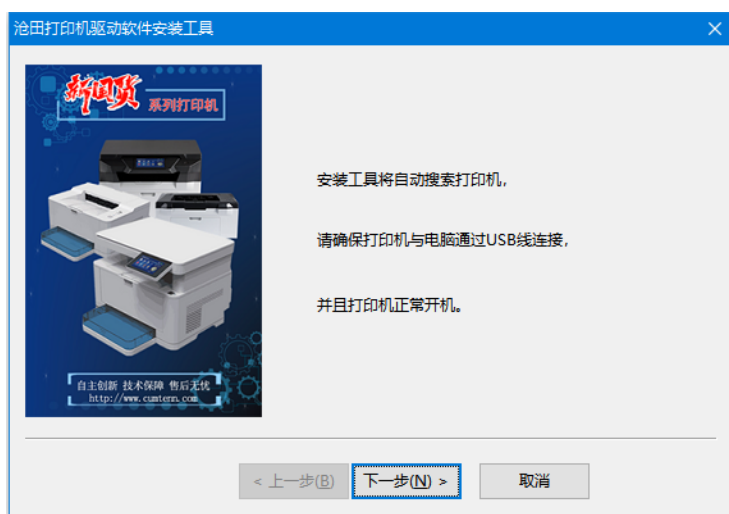 沧田打印机驱动软件安装工具
新国货
系列打印机
安装工具将自动搜索打印机，
请确保打印机与电脑通过USB线连接，
并且打印机正常开机。
自主创新 技术保障 售后无忧
http://www.cumtenn.com
< 上一步(B)
下一步(N) >
取消